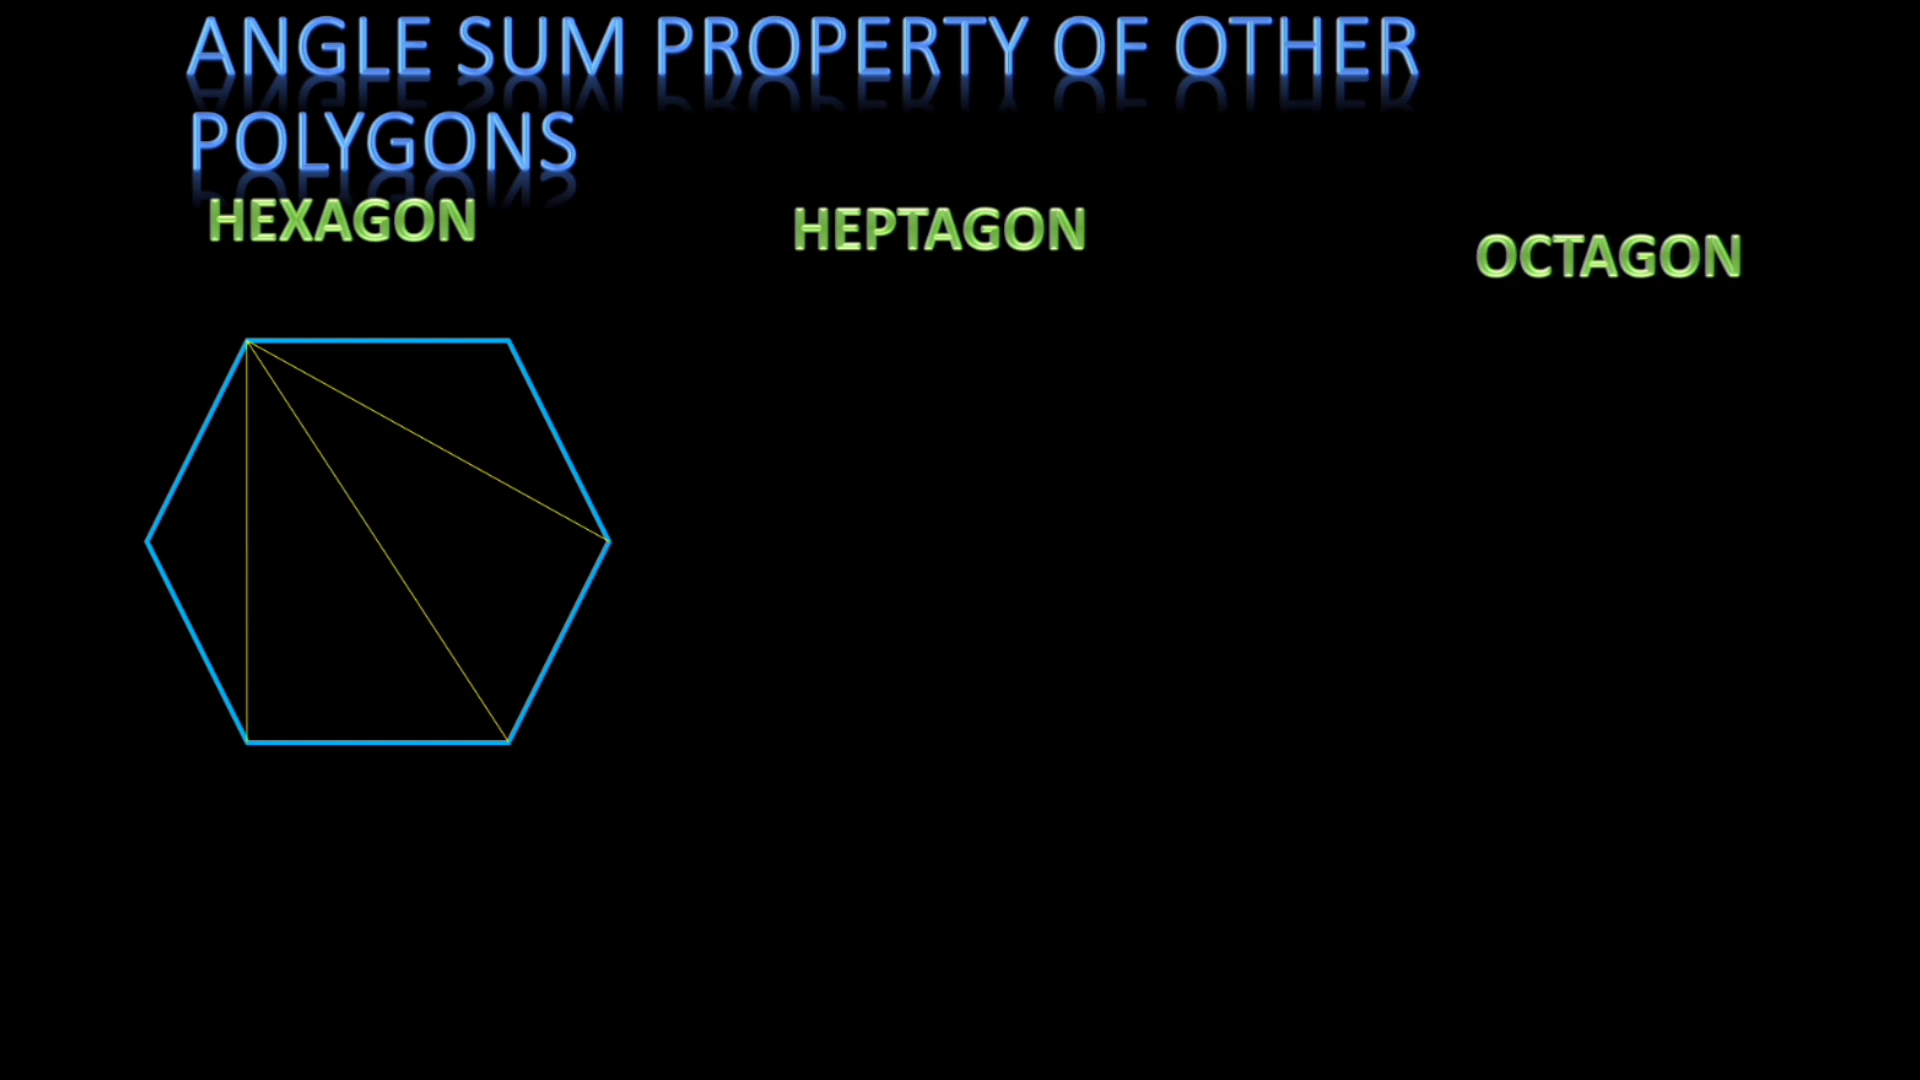 ANGLE SUM PROPERTY OF OTHER
POLYGONS
HEXAGON
HEPTAGON
OCTAGON